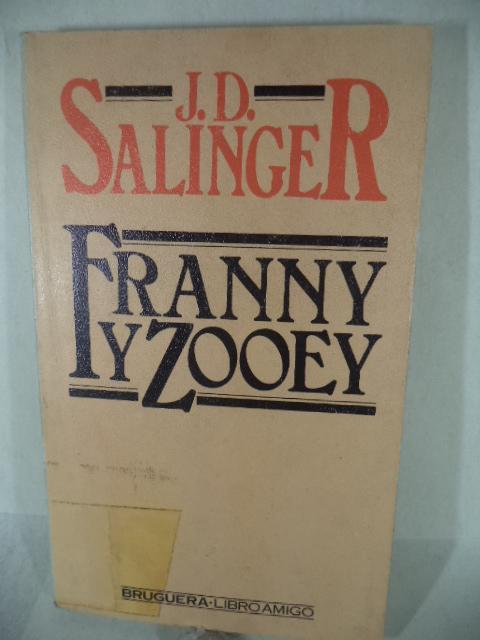 J.D.
SALINGER
FRANNY
Y ZOOEY
BRUGUERA·LIBRO AMIGO